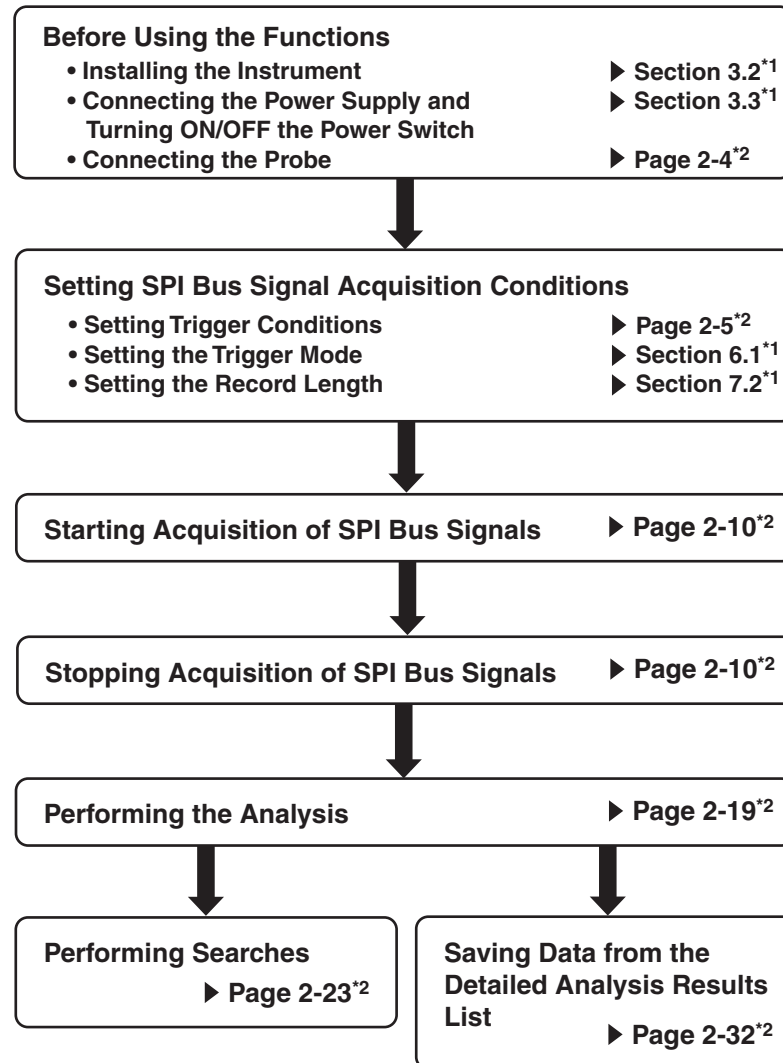 Before Using the Functions
• Installing the Instrument ▶ Section 3.2*1
• Connecting the Power Supply and ▶ Section 3.3*1
Turning ON/OFF the Power Switch
• Connecting the Probe ▶ Page 2-4*2
Setting SPI Bus Signal Acquisition Conditions
• Setting Trigger Conditions ▶ Page 2-5*2
• Setting the Trigger Mode ▶ Section 6.1*1
• Setting the Record Length ▶ Section 7.2*1
Starting Acquisition of SPI Bus Signals ▶ Page 2-10*2
Stopping Acquisition of SPI Bus Signals ▶ Page 2-10*2
Performing the Analysis ▶ Page 2-19*2
Performing Searches
▶ Page 2-23*2
Saving Data from the
Detailed Analysis Results
List
▶ Page 2-32*2